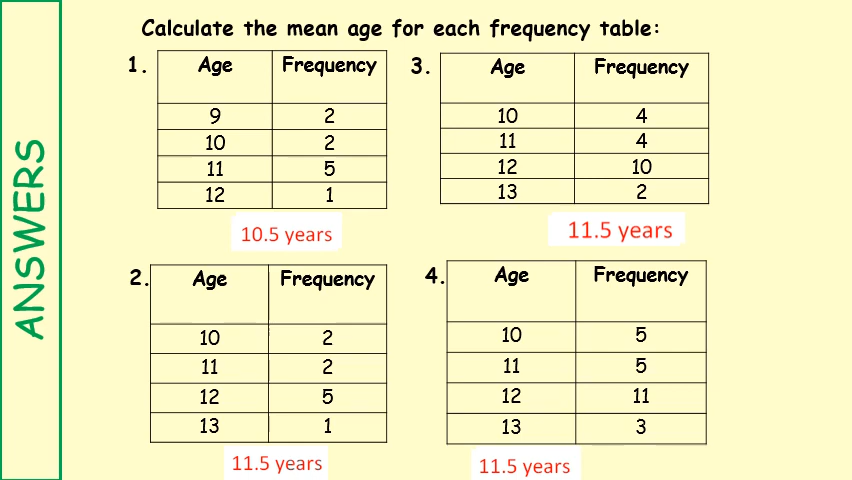 ANSWERS
Calculate the mean age for each frequency table:
1.
Age Frequency
9 2
10 2
11 5
12 1
10.5 years
2.
Age Frequency
10 2
11 2
12 5
13 1
11.5 years
3.
Age Frequency
10 4
11 4
12 10
13 2
11.5 years
4.
Age Frequency
10 5
11 5
12 11
13 3
11.5 years